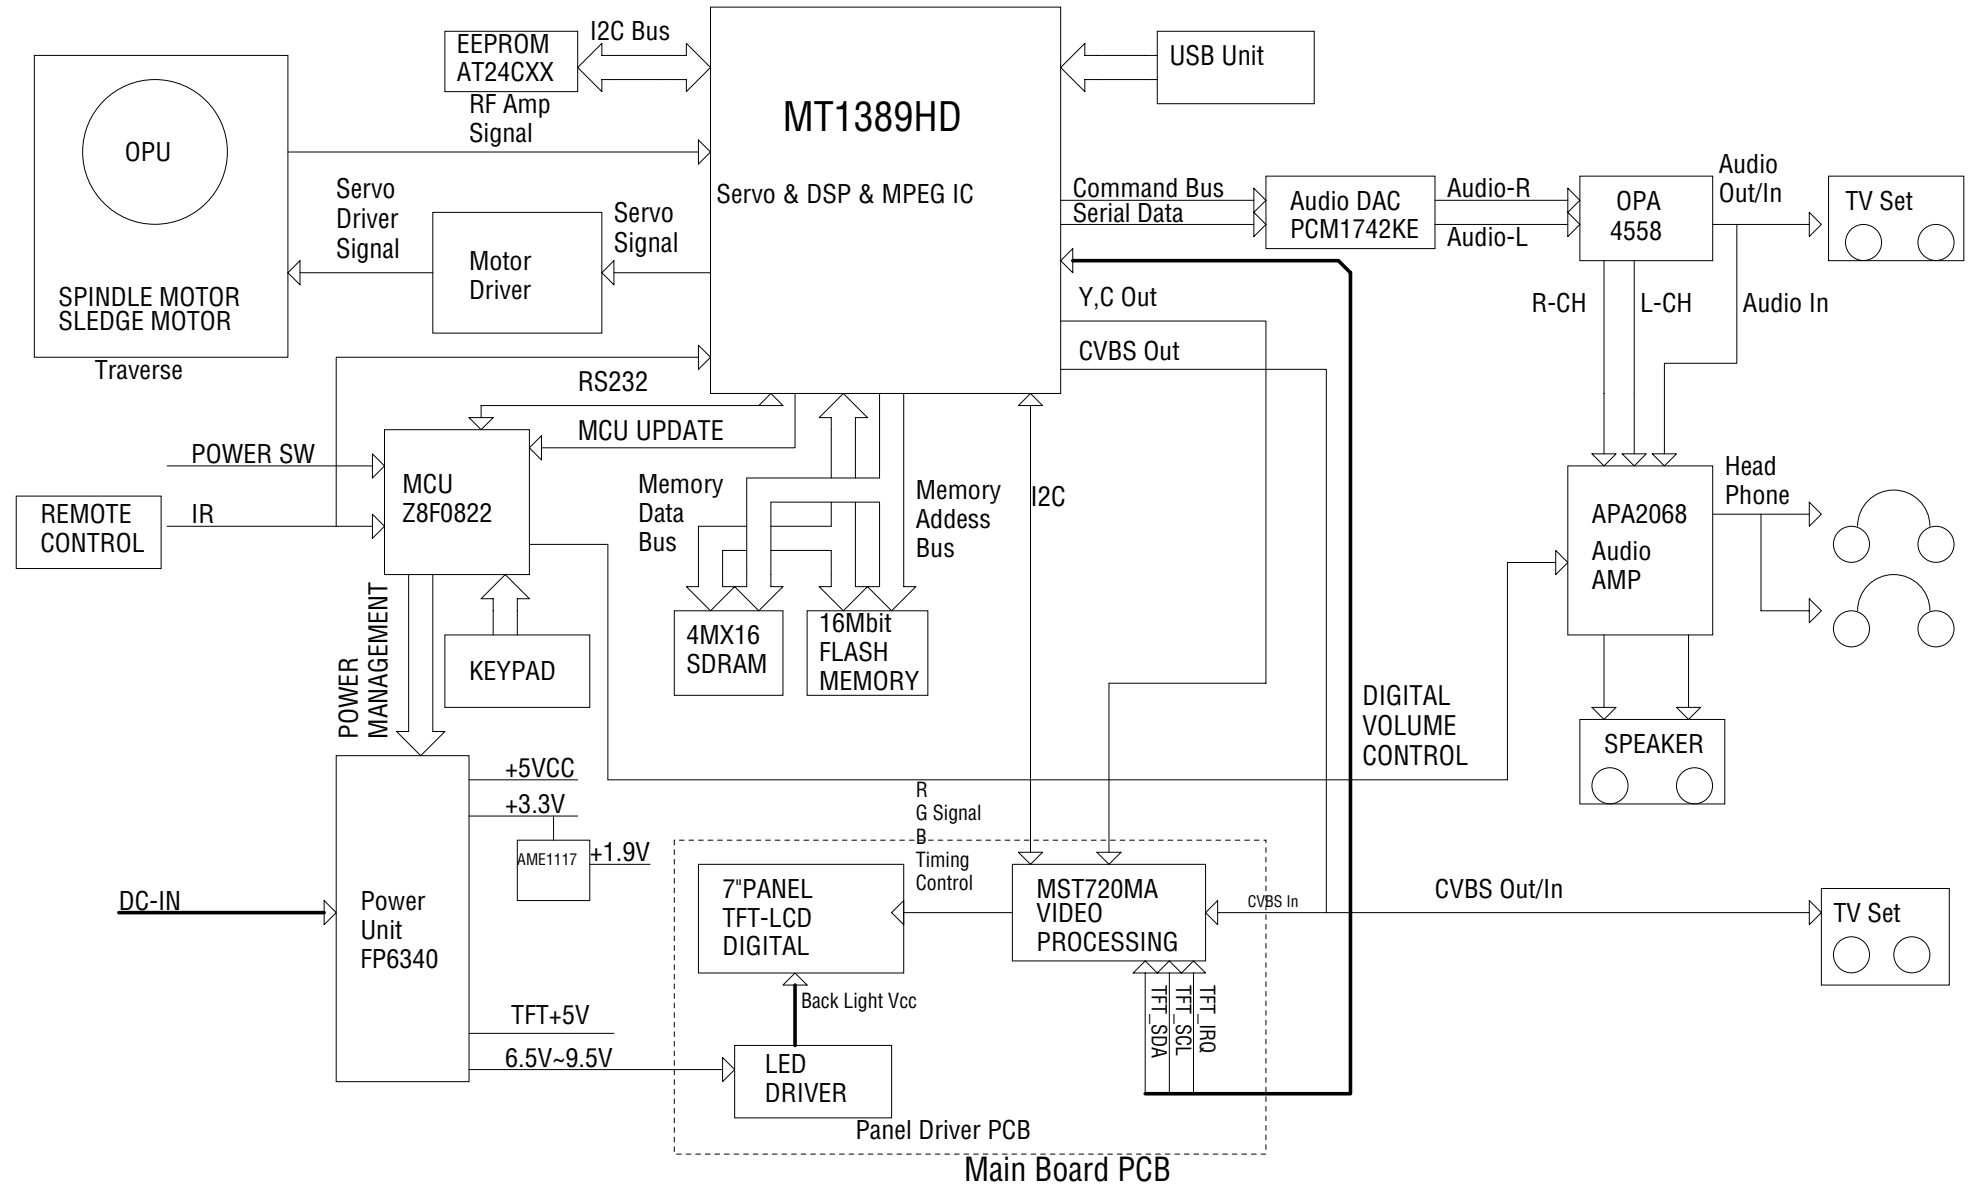 I2C Bus
EEPROM
AT24CXX
RF Amp
Signal
OPU
SPINDLE MOTOR
SLEDGE MOTOR
Traverse
Servo
Driver
Signal
Motor
Driver
Servo
Signal
MT1389HD
Servo & DSP & MPEG IC
USB Unit
Command Bus
Serial Data
Audio DAC
PCM1742KE
Audio-R
Audio-L
OPA
4558
Audio
Out/In
TV Set
R-CH
L-CH
Audio In
Y,C Out
CVBS Out
RS232
MCU UPDATE
POWER SW
IR
REMOTE
CONTROL
MCU
Z8F0822
Memory
Data
Bus
Memory
Addess
Bus
I2C
4MX16
SDRAM
16Mbit
FLASH
MEMORY
KEYPAD
POWER
MANAGEMENT
APA2068
Audio
AMP
Head
Phone
SPEAKER
DIGITAL
VOLUME
CONTROL
+5VCC
+3.3V
AME1117
+1.9V
DC-IN
Power
Unit
FP6340
TFT+5V
6.5V~9.5V
R
G Signal
B
Timing
Control
7"PANEL
TFT-LCD
DIGITAL
Back Light Vcc
LED
DRIVER
MST720MA
VIDEO
PROCESSING
CVBS In
CVBS Out/In
TV Set
TFT_SDA
TFT_SCL
TFT_IRQ
Panel Driver PCB
Main Board PCB